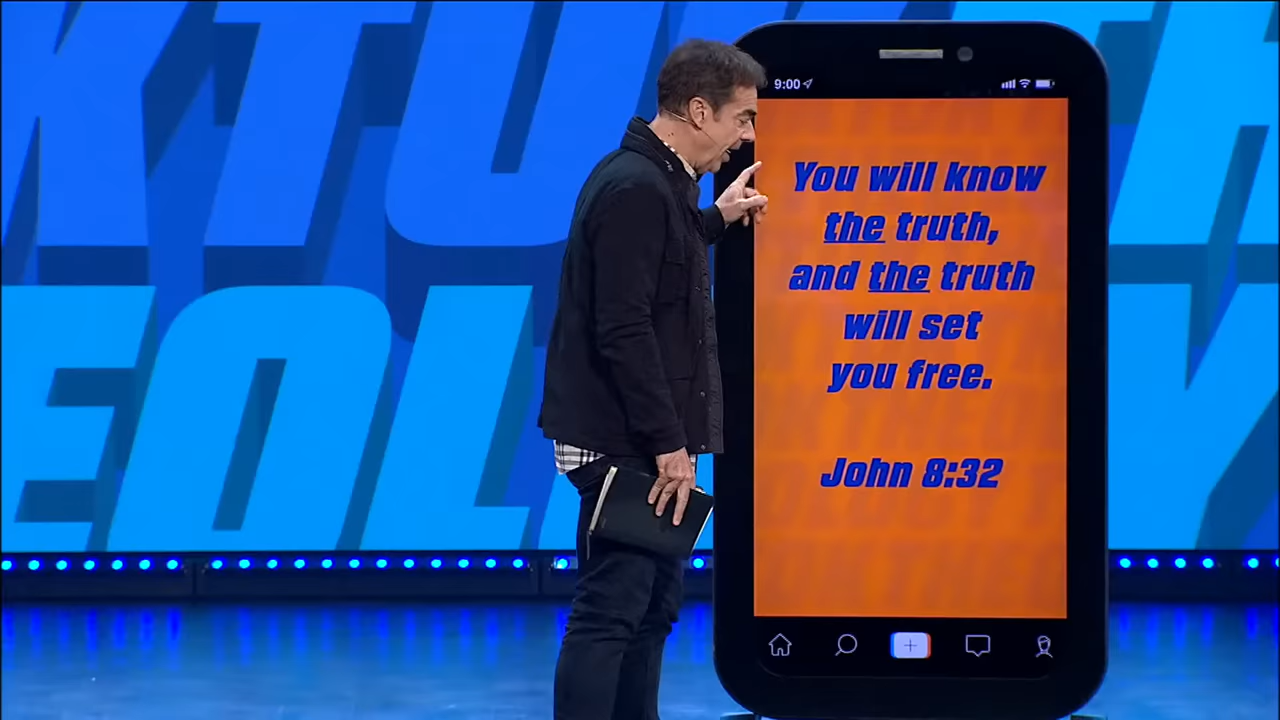 9:00
You will know
the truth,
and the truth
will set
you free.
John 8:32